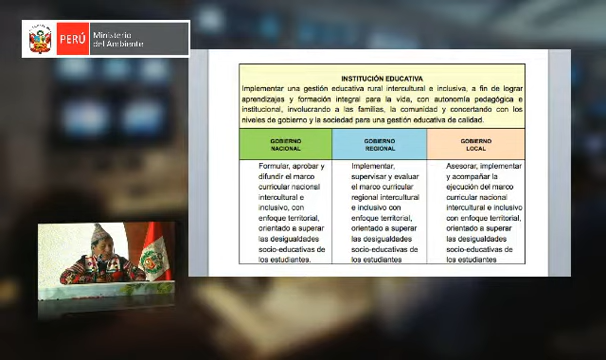 PERÚ
Ministerio
del Ambiente
INSTITUCIÓN EDUCATIVA
Implementar una gestión educativa rural intercultural e inclusiva, a fin de lograr
aprendizajes y formación integral para la vida, con autonomía pedagógica e
institucional, involucrando a las familias, la comunidad y concertando con los
niveles de gobierno y la sociedad para una gestión educativa de calidad.
GOBIERNO
NACIONAL
Formular, aprobar y
difundir el marco
curricular nacional
intercultural e
inclusivo, con
enfoque territorial,
orientado a superar
las desigualdades
socio-educativas de
los estudiantes.
GOBIERNO
REGIONAL
Implementar,
supervisar y evaluar
el marco curricular
regional intercultural
e inclusivo con
enfoque territorial,
orientado a superar
las desigualdades
socio-educativas de
los estudiantes
GOBIERNO
LOCAL
Asesorar, implementar
y acompañar la
ejecución del marco
curricular nacional
intercultural e inclusivo
con enfoque territorial,
orientado a superar las
desigualdades
socio-educativas de
los estudiantes